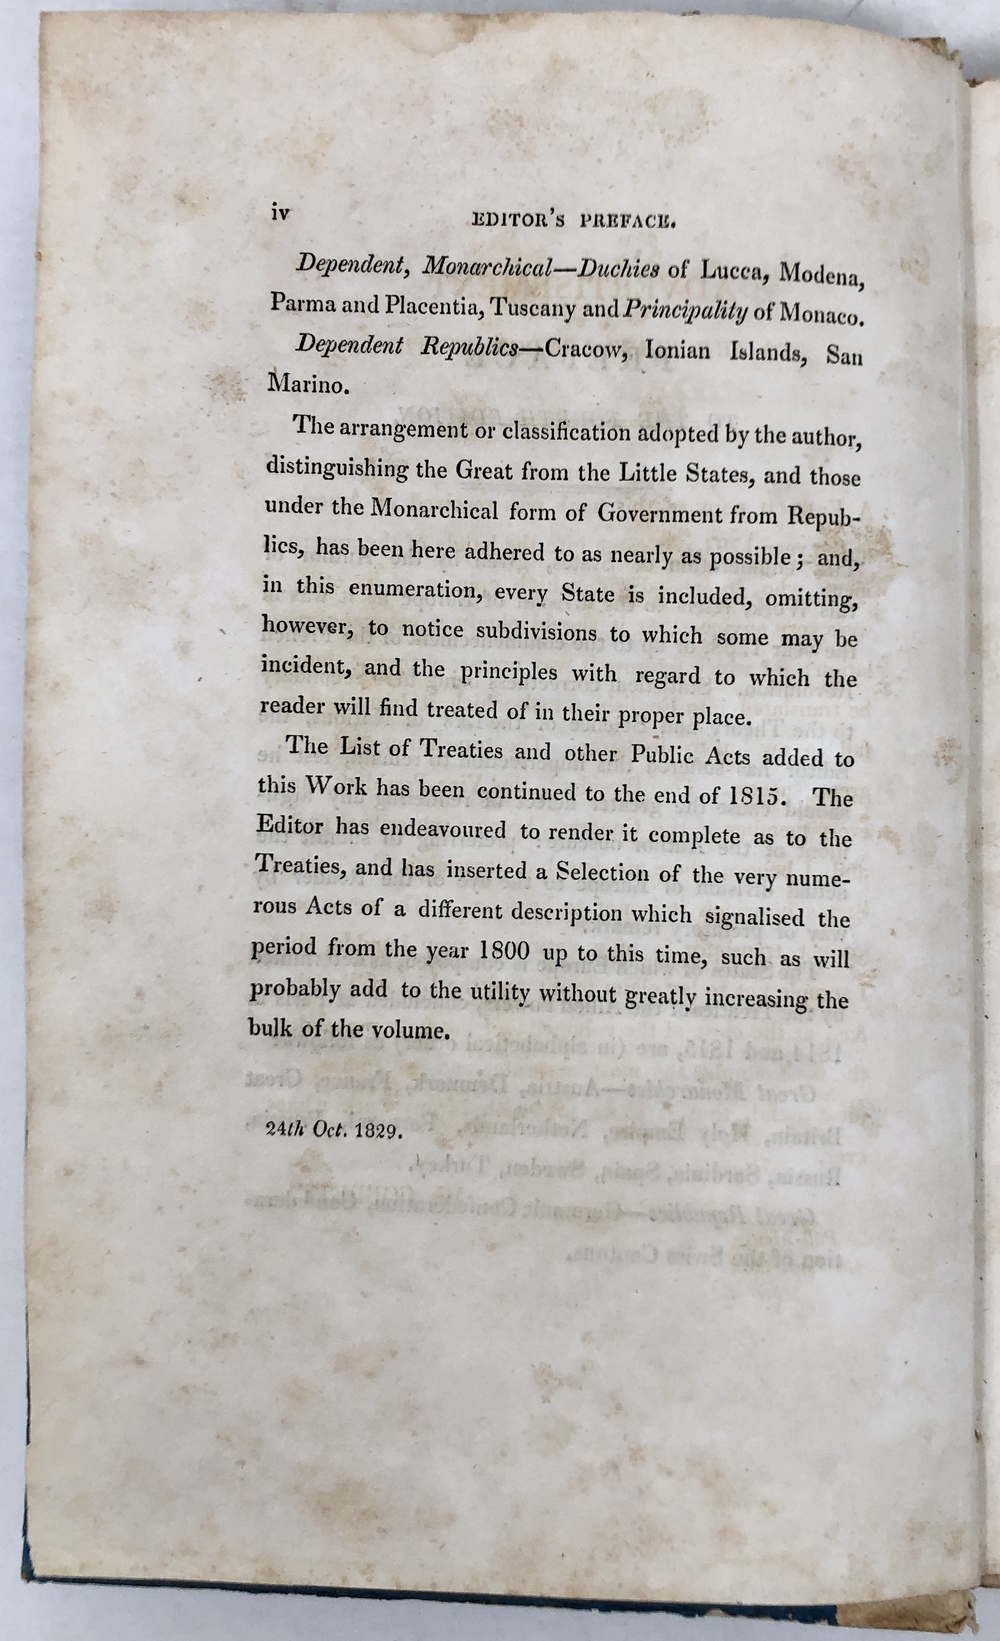 iv EDITOR'S PREFACE.
Dependent, Monarchical—Duchies of Lucca, Modena,
Parma and Placentia, Tuscany and Principality of Monaco.
Dependent Republics—Cracow, Ionian Islands, San
Marino.
The arrangement or classification adopted by the author,
distinguishing the Great from the Little States, and those
under the Monarchical form of Government from Repub-
lics, has been here adhered to as nearly as possible; and,
in this enumeration, every State is included, omitting,
however, to notice subdivisions to which some may be
incident, and the principles with regard to which the
reader will find treated of in their proper place.
The List of Treaties and other Public Acts added to
this Work has been continued to the end of 1815. The
Editor has endeavoured to render it complete as to the
Treaties, and has inserted a Selection of the very nume-
rous Acts of a different description which signalised the
period from the year 1800 up to this time, such as will
probably add to the utility without greatly increasing the
bulk of the volume.
24th Oct. 1829.